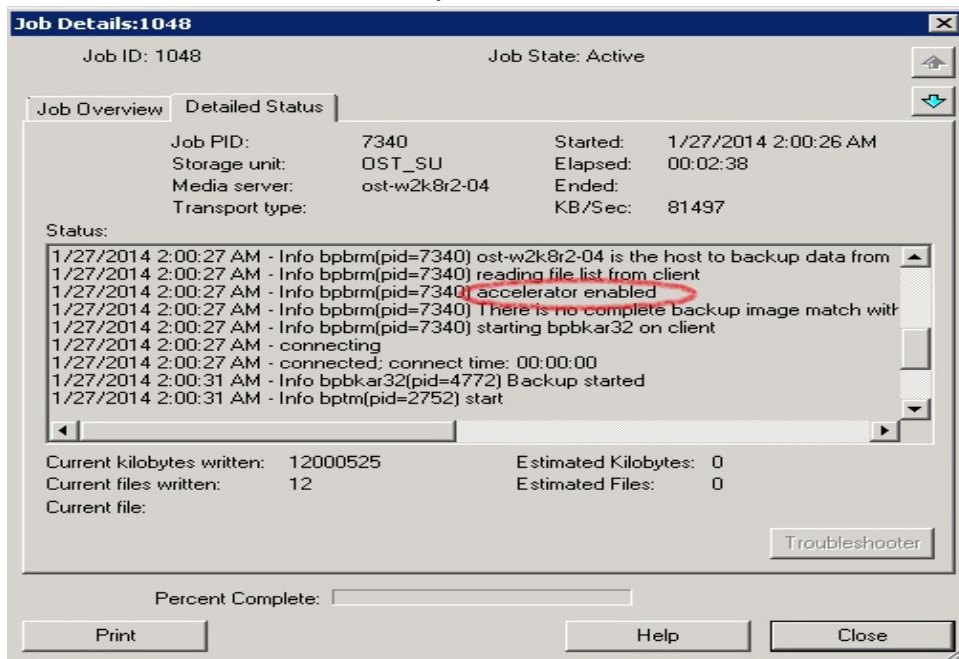 Job Details:1048
Job ID: 1048 Job State: Active
Job Overview Detailed Status
Job PID: 7340 Started: 1/27/2014 2:00:26 AM
Storage unit: OST_SU Elapsed: 00:02:38
Media server: ost-w2k8r2-04 Ended:
Transport type: KB/Sec: 81497
Status:
1/27/2014 2:00:27 AM - Info bpbrm(pid=7340) ost-w2k8r2-04 is the host to backup data from
1/27/2014 2:00:27 AM - Info bpbrm(pid=7340) reading file list from client
1/27/2014 2:00:27 AM - Info bpbrm(pid=7340) accelerator enabled
1/27/2014 2:00:27 AM - Info bpbrm(pid=7340) There is no complete backup image match with
1/27/2014 2:00:27 AM - Info bpbrm(pid=7340) starting bpbkar32 on client
1/27/2014 2:00:27 AM - connecting
1/27/2014 2:00:27 AM - connected; connect time: 00:00:00
1/27/2014 2:00:31 AM - Info bpbkar32(pid=4772) Backup started
1/27/2014 2:00:31 AM - Info bptm(pid=2752) start
Current kilobytes written: 12000525 Estimated Kilobytes: 0
Current files written: 12 Estimated Files: 0
Current file:
Troubleshooter
Percent Complete:
Print Help Close